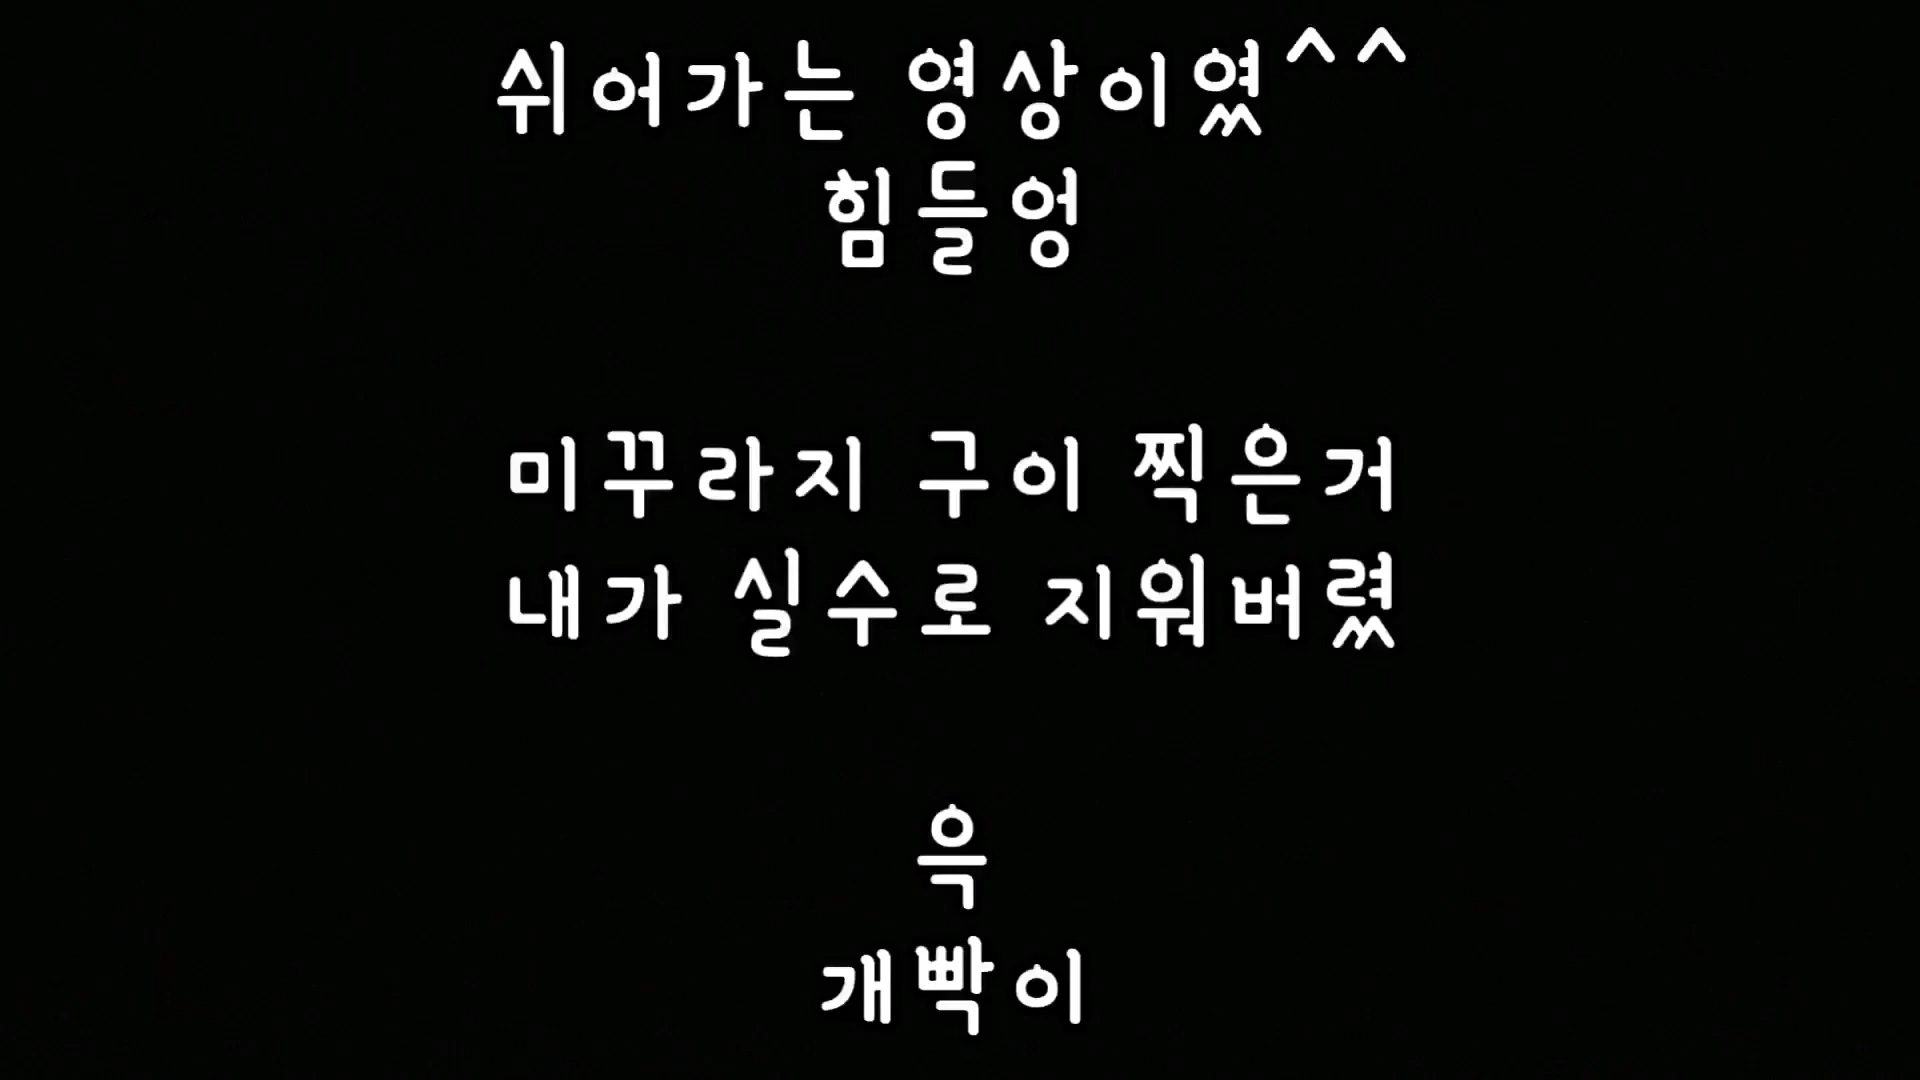 쉬어가는 영상이였^^
힘들엉
미꾸라지 구이 찍은거
내가 실수로 지워버렸
윽
개빡이